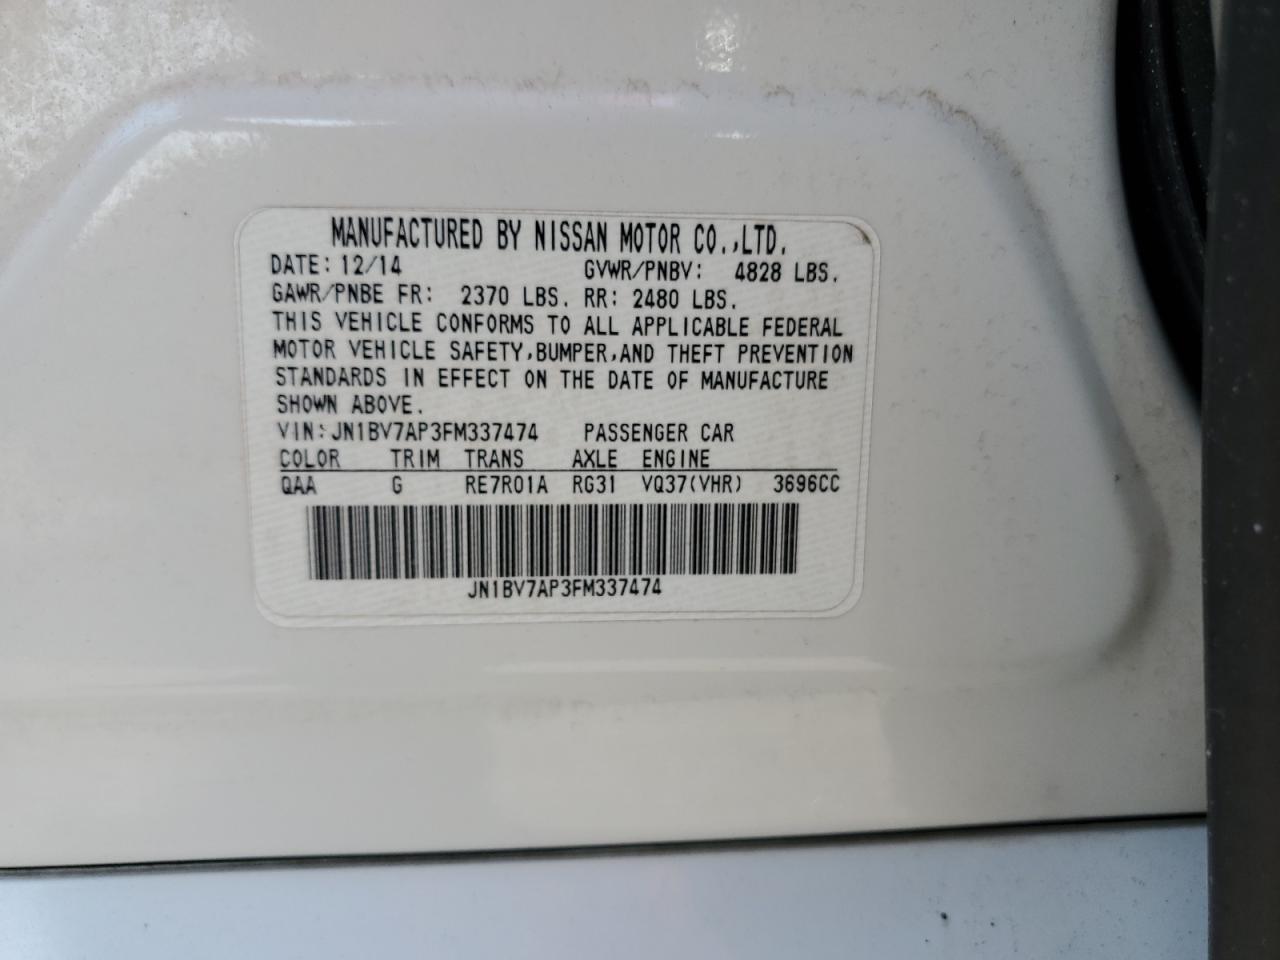 MANUFACTURED BY NISSAN MOTOR CO.,LTD.
DATE: 12/14 GVWR/PNBV: 4828 LBS.
GAWR/PNBE FR: 2370 LBS. RR: 2480 LBS.
THIS VEHICLE CONFORMS TO ALL APPLICABLE FEDERAL
MOTOR VEHICLE SAFETY,BUMPER,AND THEFT PREVENTION
STANDARDS IN EFFECT ON THE DATE OF MANUFACTURE
SHOWN ABOVE.
VIN:JN1BV7AP3FM337474 PASSENGER CAR
COLOR TRIM TRANS AXLE ENGINE
QAA G RE7R01A RG31 VQ37(VHR) 3696CC
JN1BV7AP3FM337474